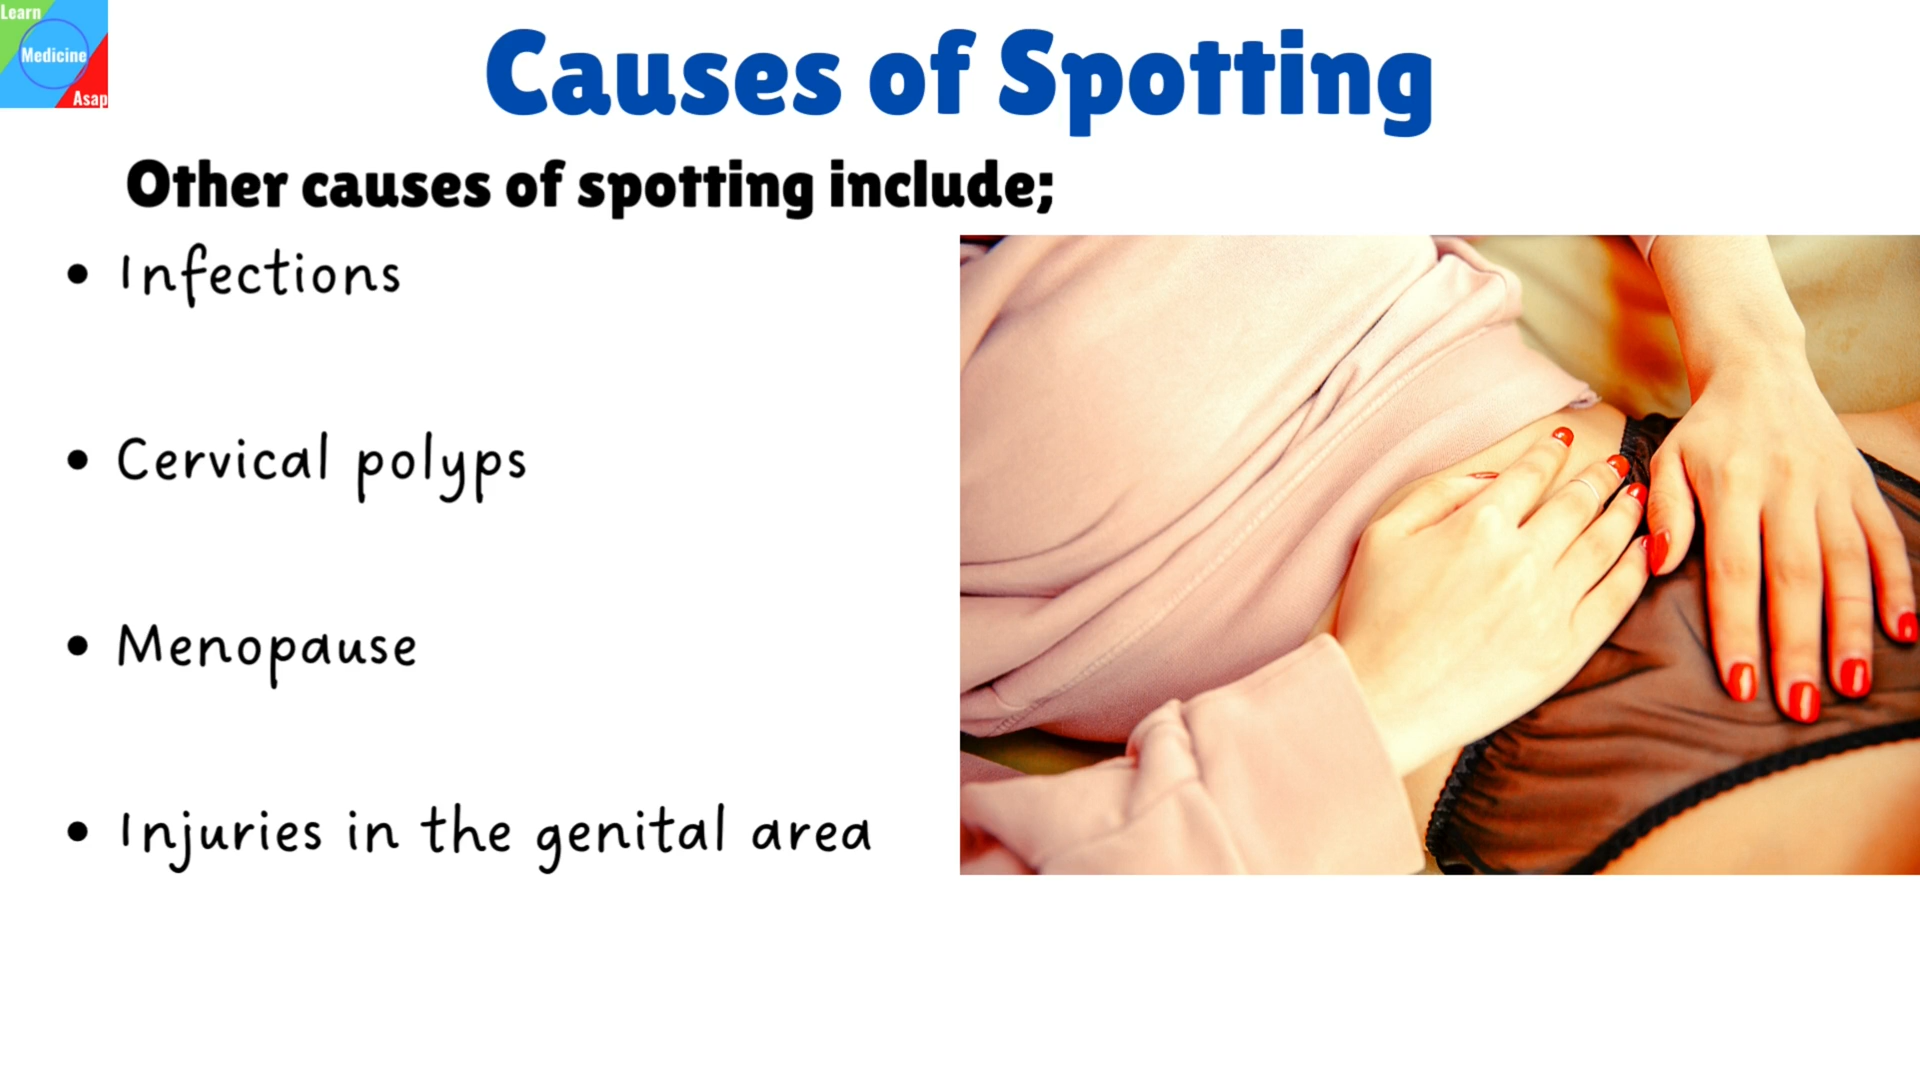 Learn
Medicine
Asap
Causes of Spotting
Other causes of spotting include;
• Infections
• Cervical polyps
• Menopause
• Injuries in the genital area